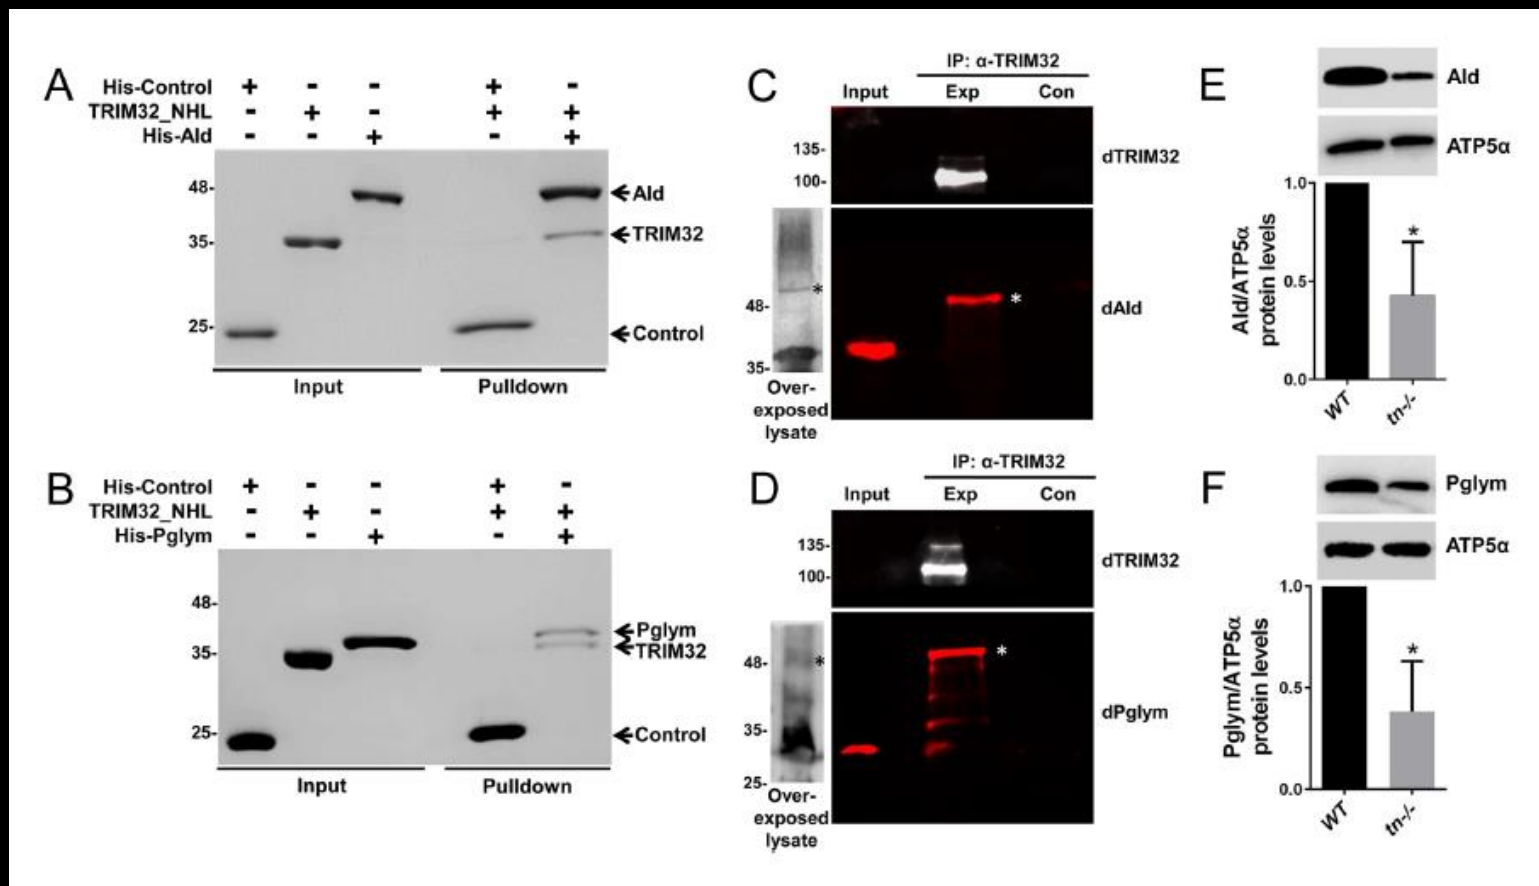 A
His-Control + - - + -
TRIM32_NHL - + - + +
His-Ald - - + - +
48-
35-
25-
Ald
TRIM32
Control
Input
Pulldown
B
His-Control + - - + -
TRIM32_NHL - + - + +
His-Pglym - - + - +
48-
35-
25-
Pglym
TRIM32
Control
Input
Pulldown
C
IP: α-TRIM32
Input
Exp
Con
135-
100-
dTRIM32
*
48-
35-
*
dAld
Over-
exposed
lysate
D
IP: α-TRIM32
Input
Exp
Con
135-
100-
dTRIM32
*
48-
35-
25-
*
dPglym
Over-
exposed
lysate
E
Ald
ATP5α
Ald/ATP5α
protein levels
1.0
0.5
0.0
*
WT
tn-/-
F
Pglym
ATP5α
Pglym/ATP5α
protein levels
1.0
0.5
0.0
*
WT
tn-/-